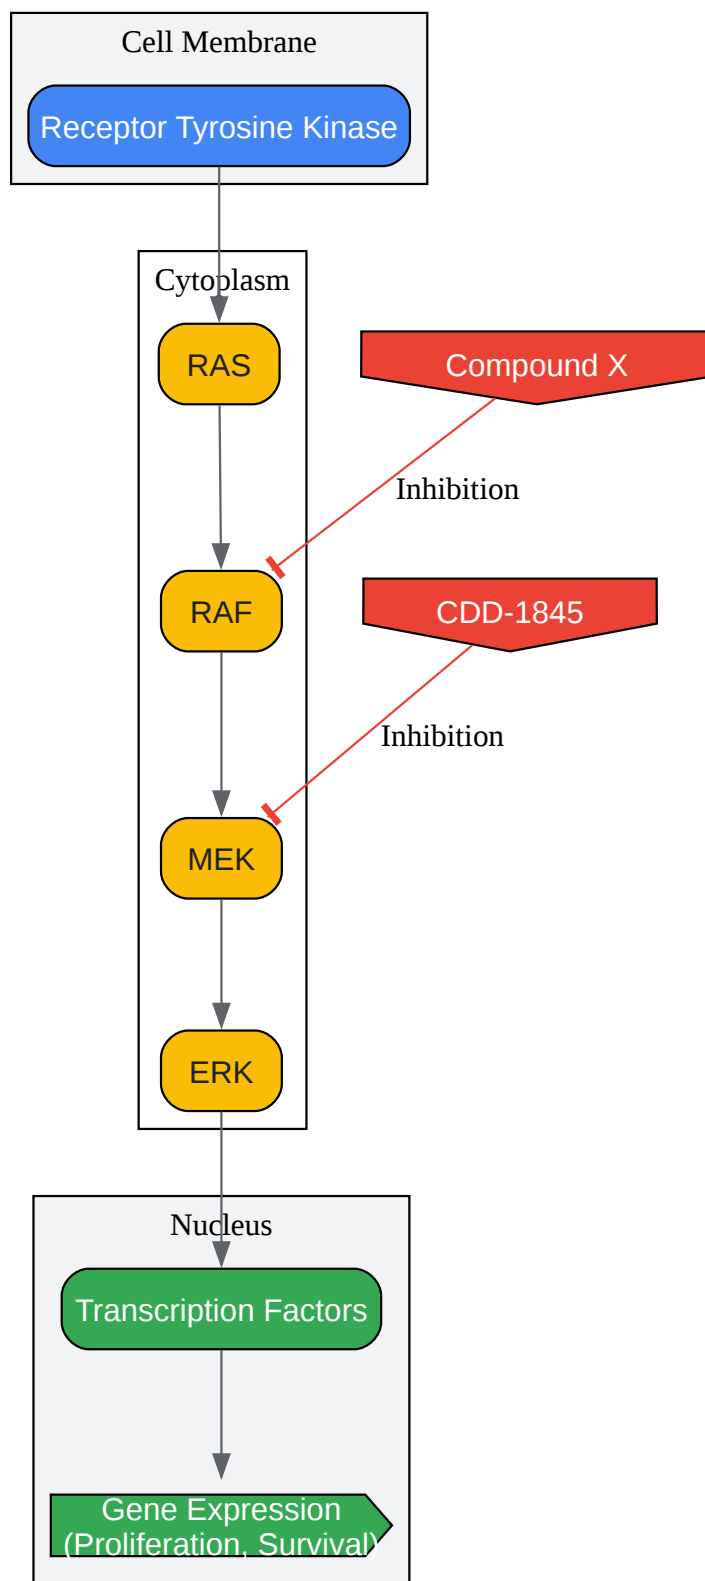 Cell Membrane
Receptor Tyrosine Kinase
Cytoplasm
RAS
Compound X
Inhibition
RAF
CDD-1845
Inhibition
MEK
ERK
Nucleus
Transcription Factors
Gene Expression
(Proliferation, Survival)